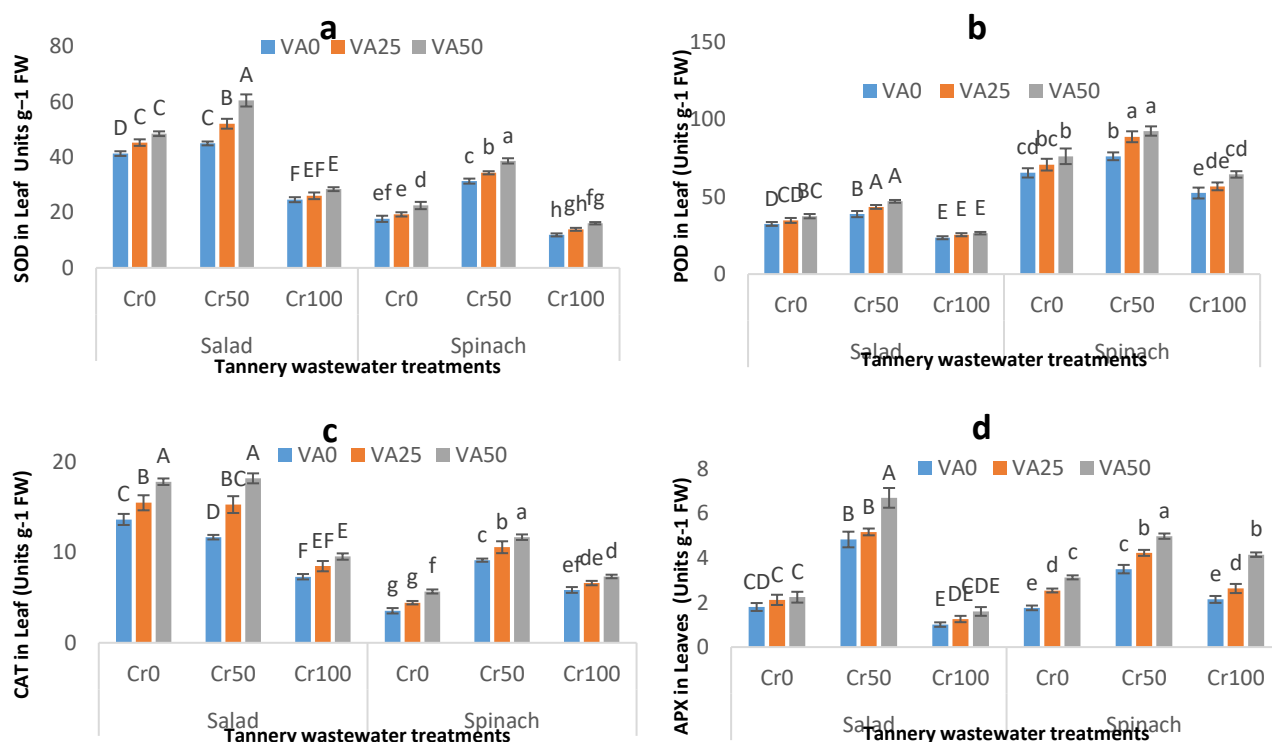 a
VA0 VA25 VA50
SOD in Leaf Units g–1 FW
80
60
40
20
0
D C C C B A F EF E ef e d c b a h gh fg
Cr0 Cr50 Cr100 Cr0 Cr50 Cr100
Salad Spinach
Tannery wastewater treatments
b
VA0 VA25 VA50
POD in Leaf (Units g-1 FW)
150
100
50
0
D CD BC B A A E E E cd bc b b a a e de cd
Cr0 Cr50 Cr100 Cr0 Cr50 Cr100
Salad Spinach
Tannery wastewater treatments
c
VA0 VA25 VA50
CAT in Leaf (Units g-1 FW)
20
10
0
C B A D BC A F EF E g g f c b a ef de d
Cr0 Cr50 Cr100 Cr0 Cr50 Cr100
Salad Spinach
Tannery wastewater treatments
d
VA0 VA25 VA50
APX in Leaves (Units g-1 FW)
8
6
4
2
0
CD C C B B A E DE CDE e d c c b a e d b
Cr0 Cr50 Cr100 Cr0 Cr50 Cr100
Salad Spinach
Tannery wastewater treatments